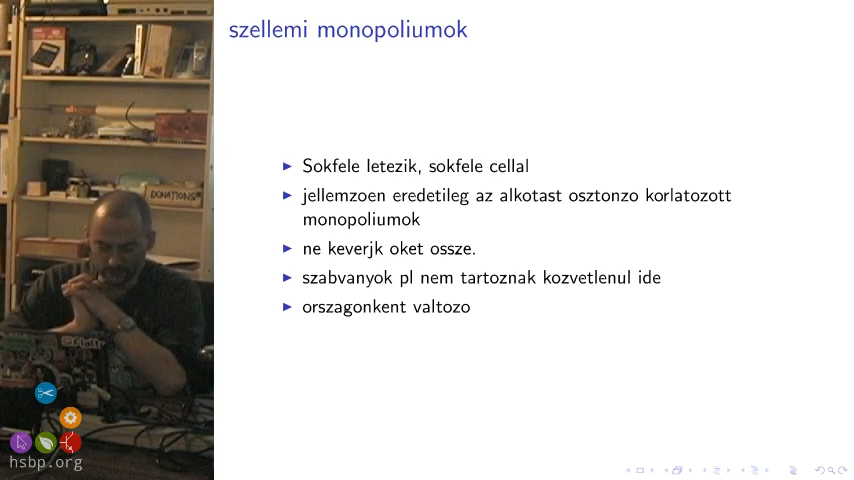 szellemi monopoliumok
Sokfele letezik, sokfele cellal
jellemzoen eredetileg az alkotast osztonzo korlatozott
monopoliumok
ne keverjk oket ossze.
szabvanyok pl nem tartoznak kozvetlenul ide
orszagonkent valtozo
DONATIONS
hsbp.org